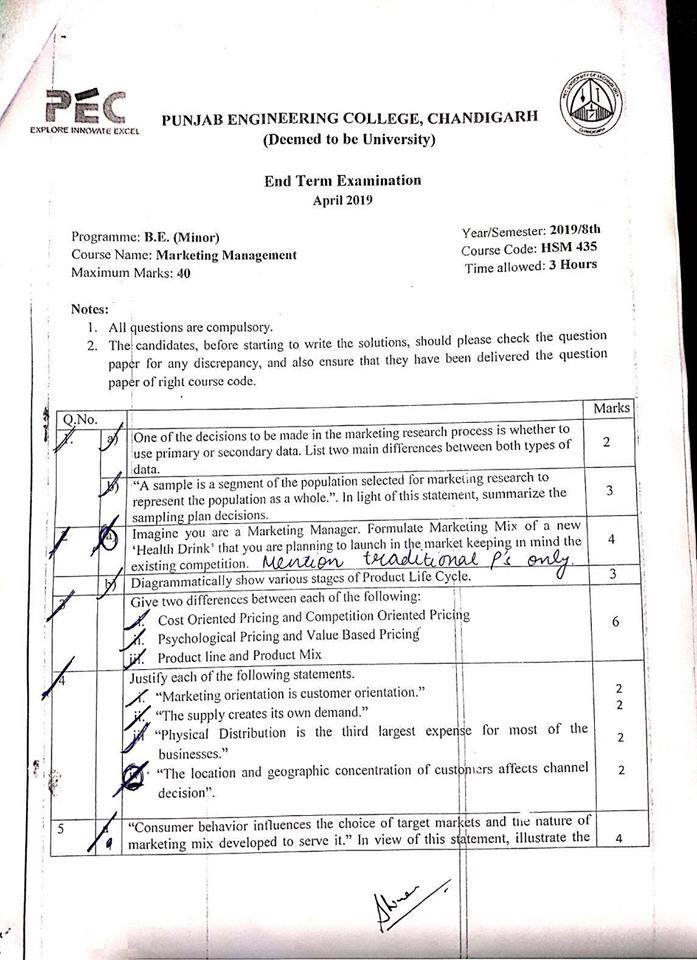 PEC
EXPLORE INNOVATE EXCEL
PUNJAB ENGINEERING COLLEGE, CHANDIGARH
(Deemed to be University)
End Term Examination
April 2019
Programme: B.E. (Minor)
Year/Semester: 2019/8th
Course Name: Marketing Management
Course Code: HSM 435
Maximum Marks: 40
Time allowed: 3 Hours
Notes:
1. All questions are compulsory.
2. The candidates, before starting to write the solutions, should please check the question
paper for any discrepancy, and also ensure that they have been delivered the question
paper of right course code.
Q.No. Marks
1. a) One of the decisions to be made in the marketing research process is whether to
use primary or secondary data. List two main differences between both types of 2
data.
b) “A sample is a segment of the population selected for marketing research to
represent the population as a whole.”. In light of this statement, summarize the 3
sampling plan decisions.
2 a) Imagine you are a Marketing Manager. Formulate Marketing Mix of a new
‘Health Drink’ that you are planning to launch in the market keeping in mind the 4
existing competition. Mention traditional P's only.
b) Diagrammatically show various stages of Product Life Cycle. 3
3 Give two differences between each of the following:
i. Cost Oriented Pricing and Competition Oriented Pricing 6
ii. Psychological Pricing and Value Based Pricing
iii. Product line and Product Mix
4 Justify each of the following statements.
i. “Marketing orientation is customer orientation.” 2
ii. “The supply creates its own demand.” 2
iii. “Physical Distribution is the third largest expense for most of the 2
businesses.”
“The location and geographic concentration of customers affects channel 2
decision”.
5 “Consumer behavior influences the choice of target markets and the nature of
marketing mix developed to serve it.” In view of this statement, illustrate the 4